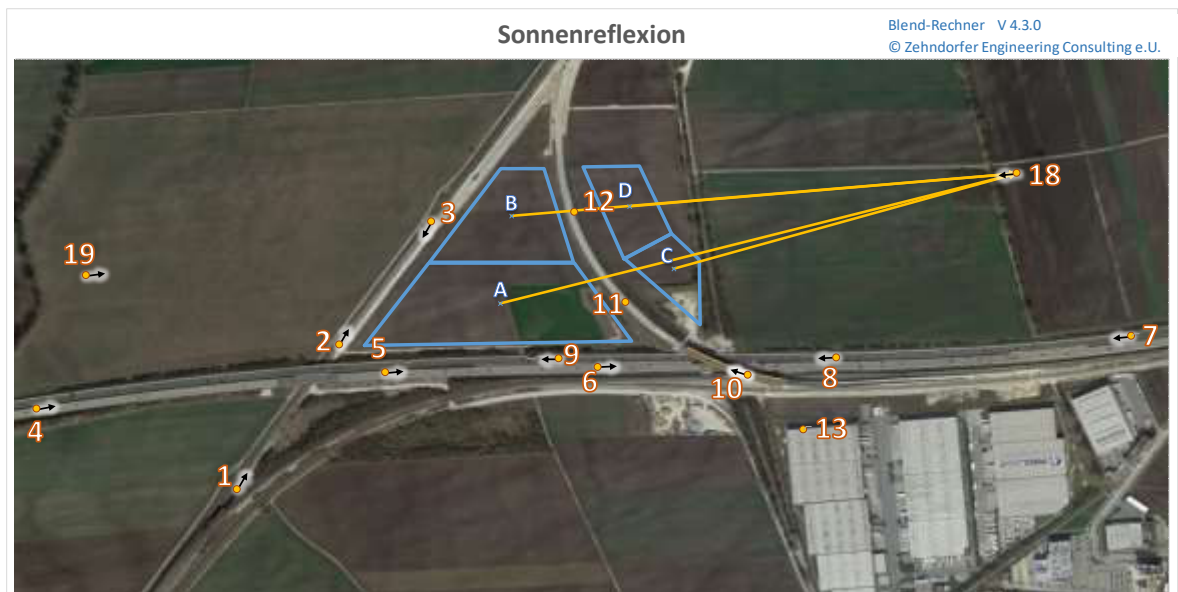 Sonnenreflexion
Blend-Rechner V 4.3.0
© Zehndorfer Engineering Consulting e.U.
18
B
D
12
3
19
C
A
11
2
5
9
7
6
8
10
4
13
1